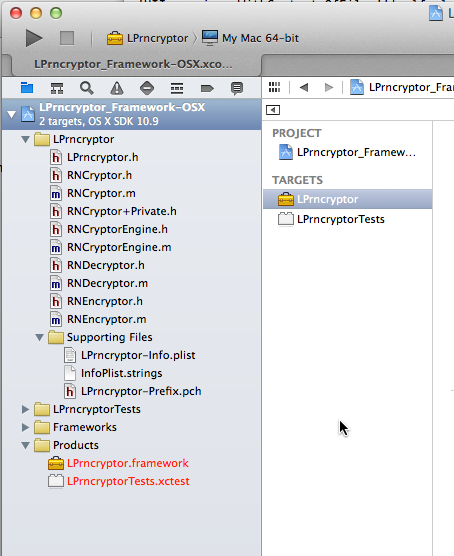 LPrncryptor
My Mac 64-bit
LPrncryptor_Framework-OSX.xco...
LPrncryptor_Framework-OSX
2 targets, OS X SDK 10.9
LPrncryptor_Fra
LPrncryptor
LPrncryptor.h
RNCryptor.h
RNCryptor.m
RNCryptor+Private.h
RNCryptorEngine.h
RNCryptorEngine.m
RNDecryptor.h
RNDecryptor.m
RNEncryptor.h
RNEncryptor.m
Supporting Files
LPrncryptor-Info.plist
InfoPlist.strings
LPrncryptor-Prefix.pch
LPrncryptorTests
Frameworks
Products
LPrncryptor.framework
LPrncryptorTests.xctest
PROJECT
LPrncryptor_Framew...
TARGETS
LPrncryptor
LPrncryptorTests